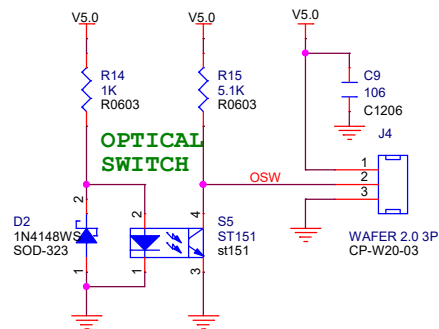 V5.0
V5.0
V5.0
R14
1K
R0603
R15
5.1K
R0603
C9
106
C1206
OPTICAL
SWITCH
J4
OSW
1
2
3
D2
1N4148WS
SOD-323
2
1
2
1
4
3
S5
ST151
st151
WAFER 2.0 3P
CP-W20-03